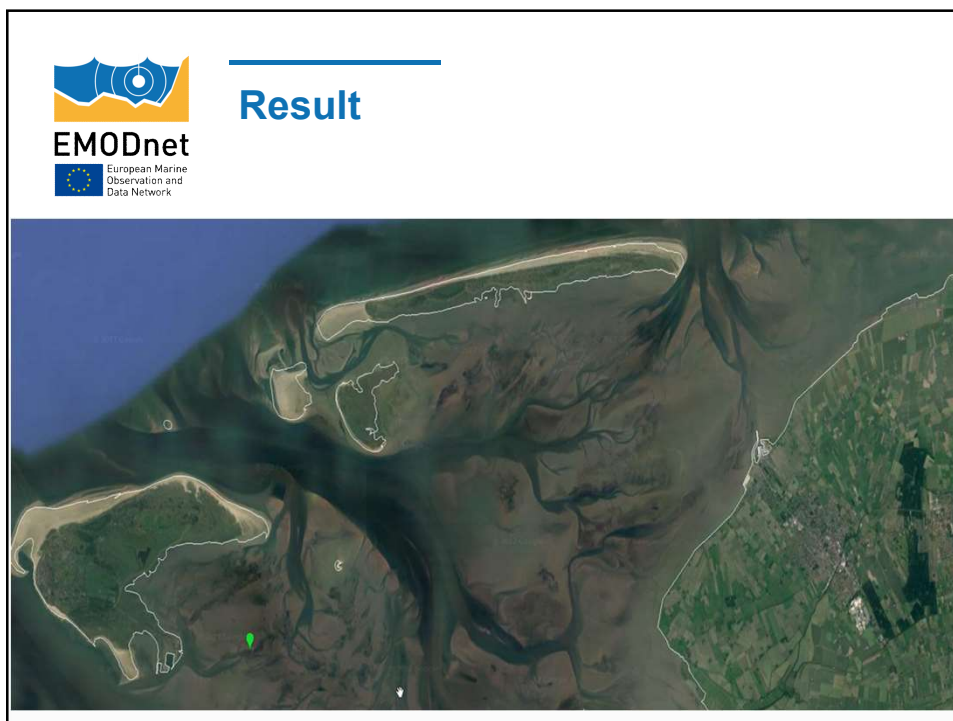 Result
EMODnet
European Marine
Observation and
Data Network